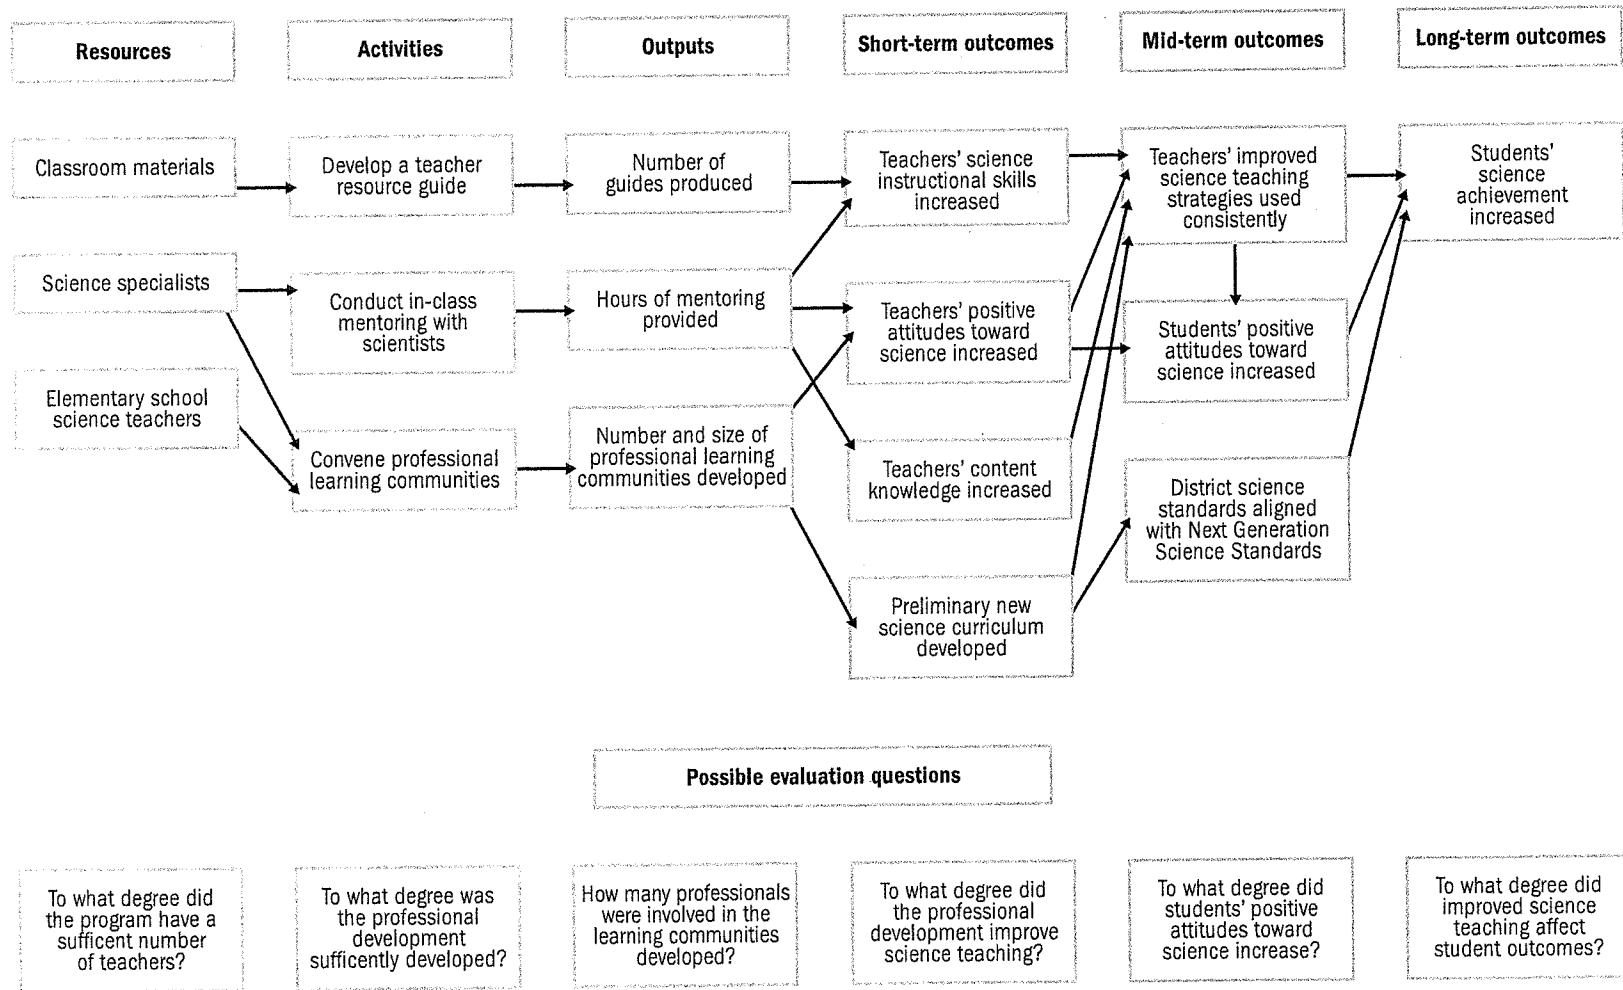 Resources
Activities
Outputs
Short-term outcomes
Mid-term outcomes
Long-term outcomes
Classroom materials
Develop a teacher
resource guide
Number of
guides produced
Teachers' science
instructional skills
increased
Teachers' improved
science teaching
strategies used
consistently
Students'
science
achievement
increased
Science specialists
Conduct in-class
mentoring with
scientists
Hours of mentoring
provided
Teachers' positive
attitudes toward
science increased
Students' positive
attitudes toward
science increased
Elementary school
science teachers
Convene professional
learning communities
Number and size of
professional learning
communities developed
Teachers' content
knowledge increased
District science
standards aligned
with Next Generation
Science Standards
Preliminary new
science curriculum
developed
Possible evaluation questions
To what degree did
the program have a
sufficent number
of teachers?
To what degree was
the professional
development
sufficently developed?
How many professionals
were involved in the
learning communities
developed?
To what degree did
the professional
development improve
science teaching?
To what degree did
students' positive
attitudes toward
science increase?
To what degree did
improved science
teaching affect
student outcomes?